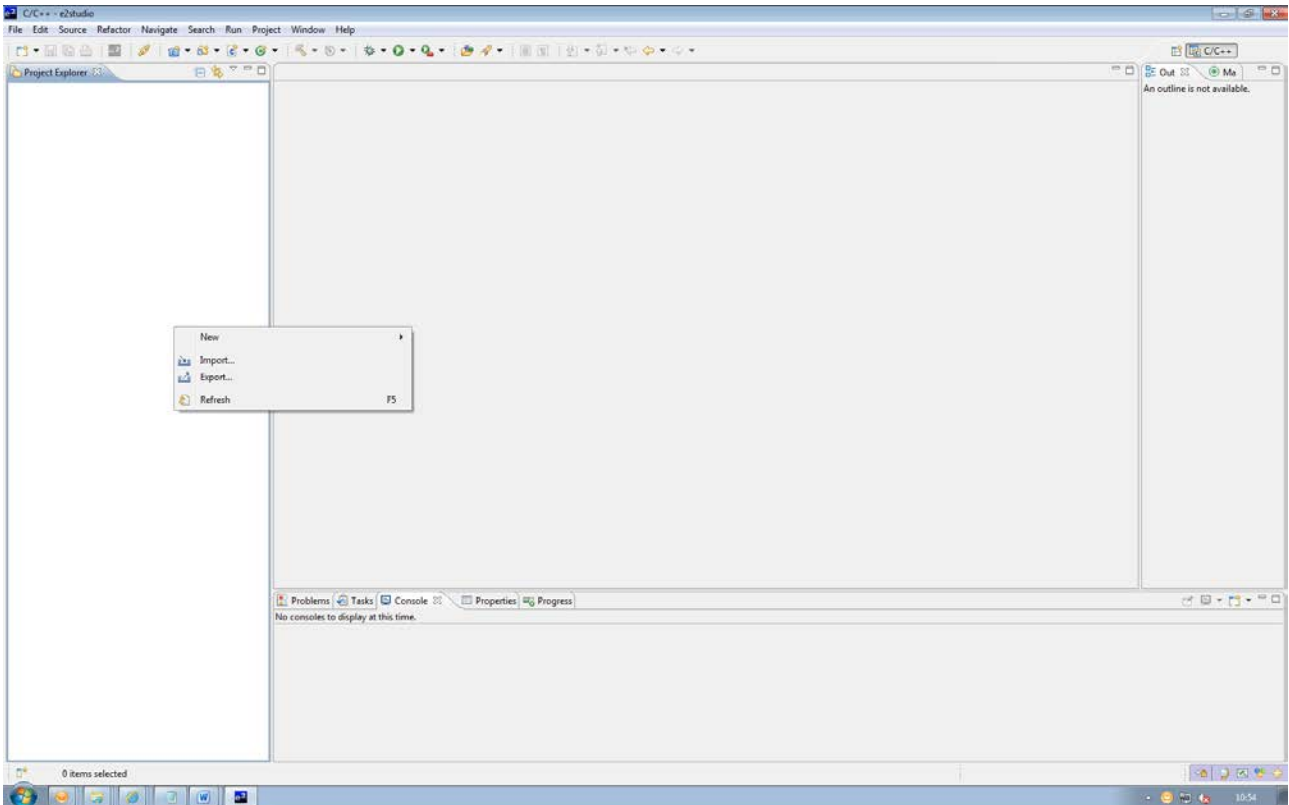 C/C++ - e2studio
File Edit Source Refactor Navigate Search Run Project Window Help
C/C++
Project Explorer
Out Ma
An outline is not available.
New
Import...
Export...
Refresh F5
Problems Tasks Console Properties Progress
No consoles to display at this time.
0 items selected
10:54